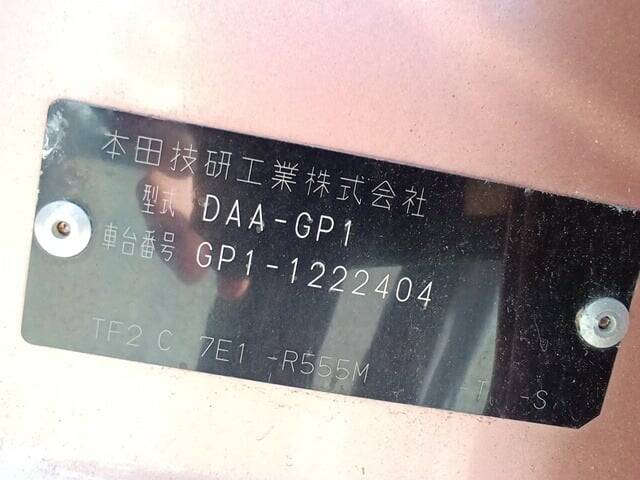 本田技研工業株式会社
型式 DAA-GP1
車台番号 GP1-1222404
TF2 C 7E1 -R555M -T -S